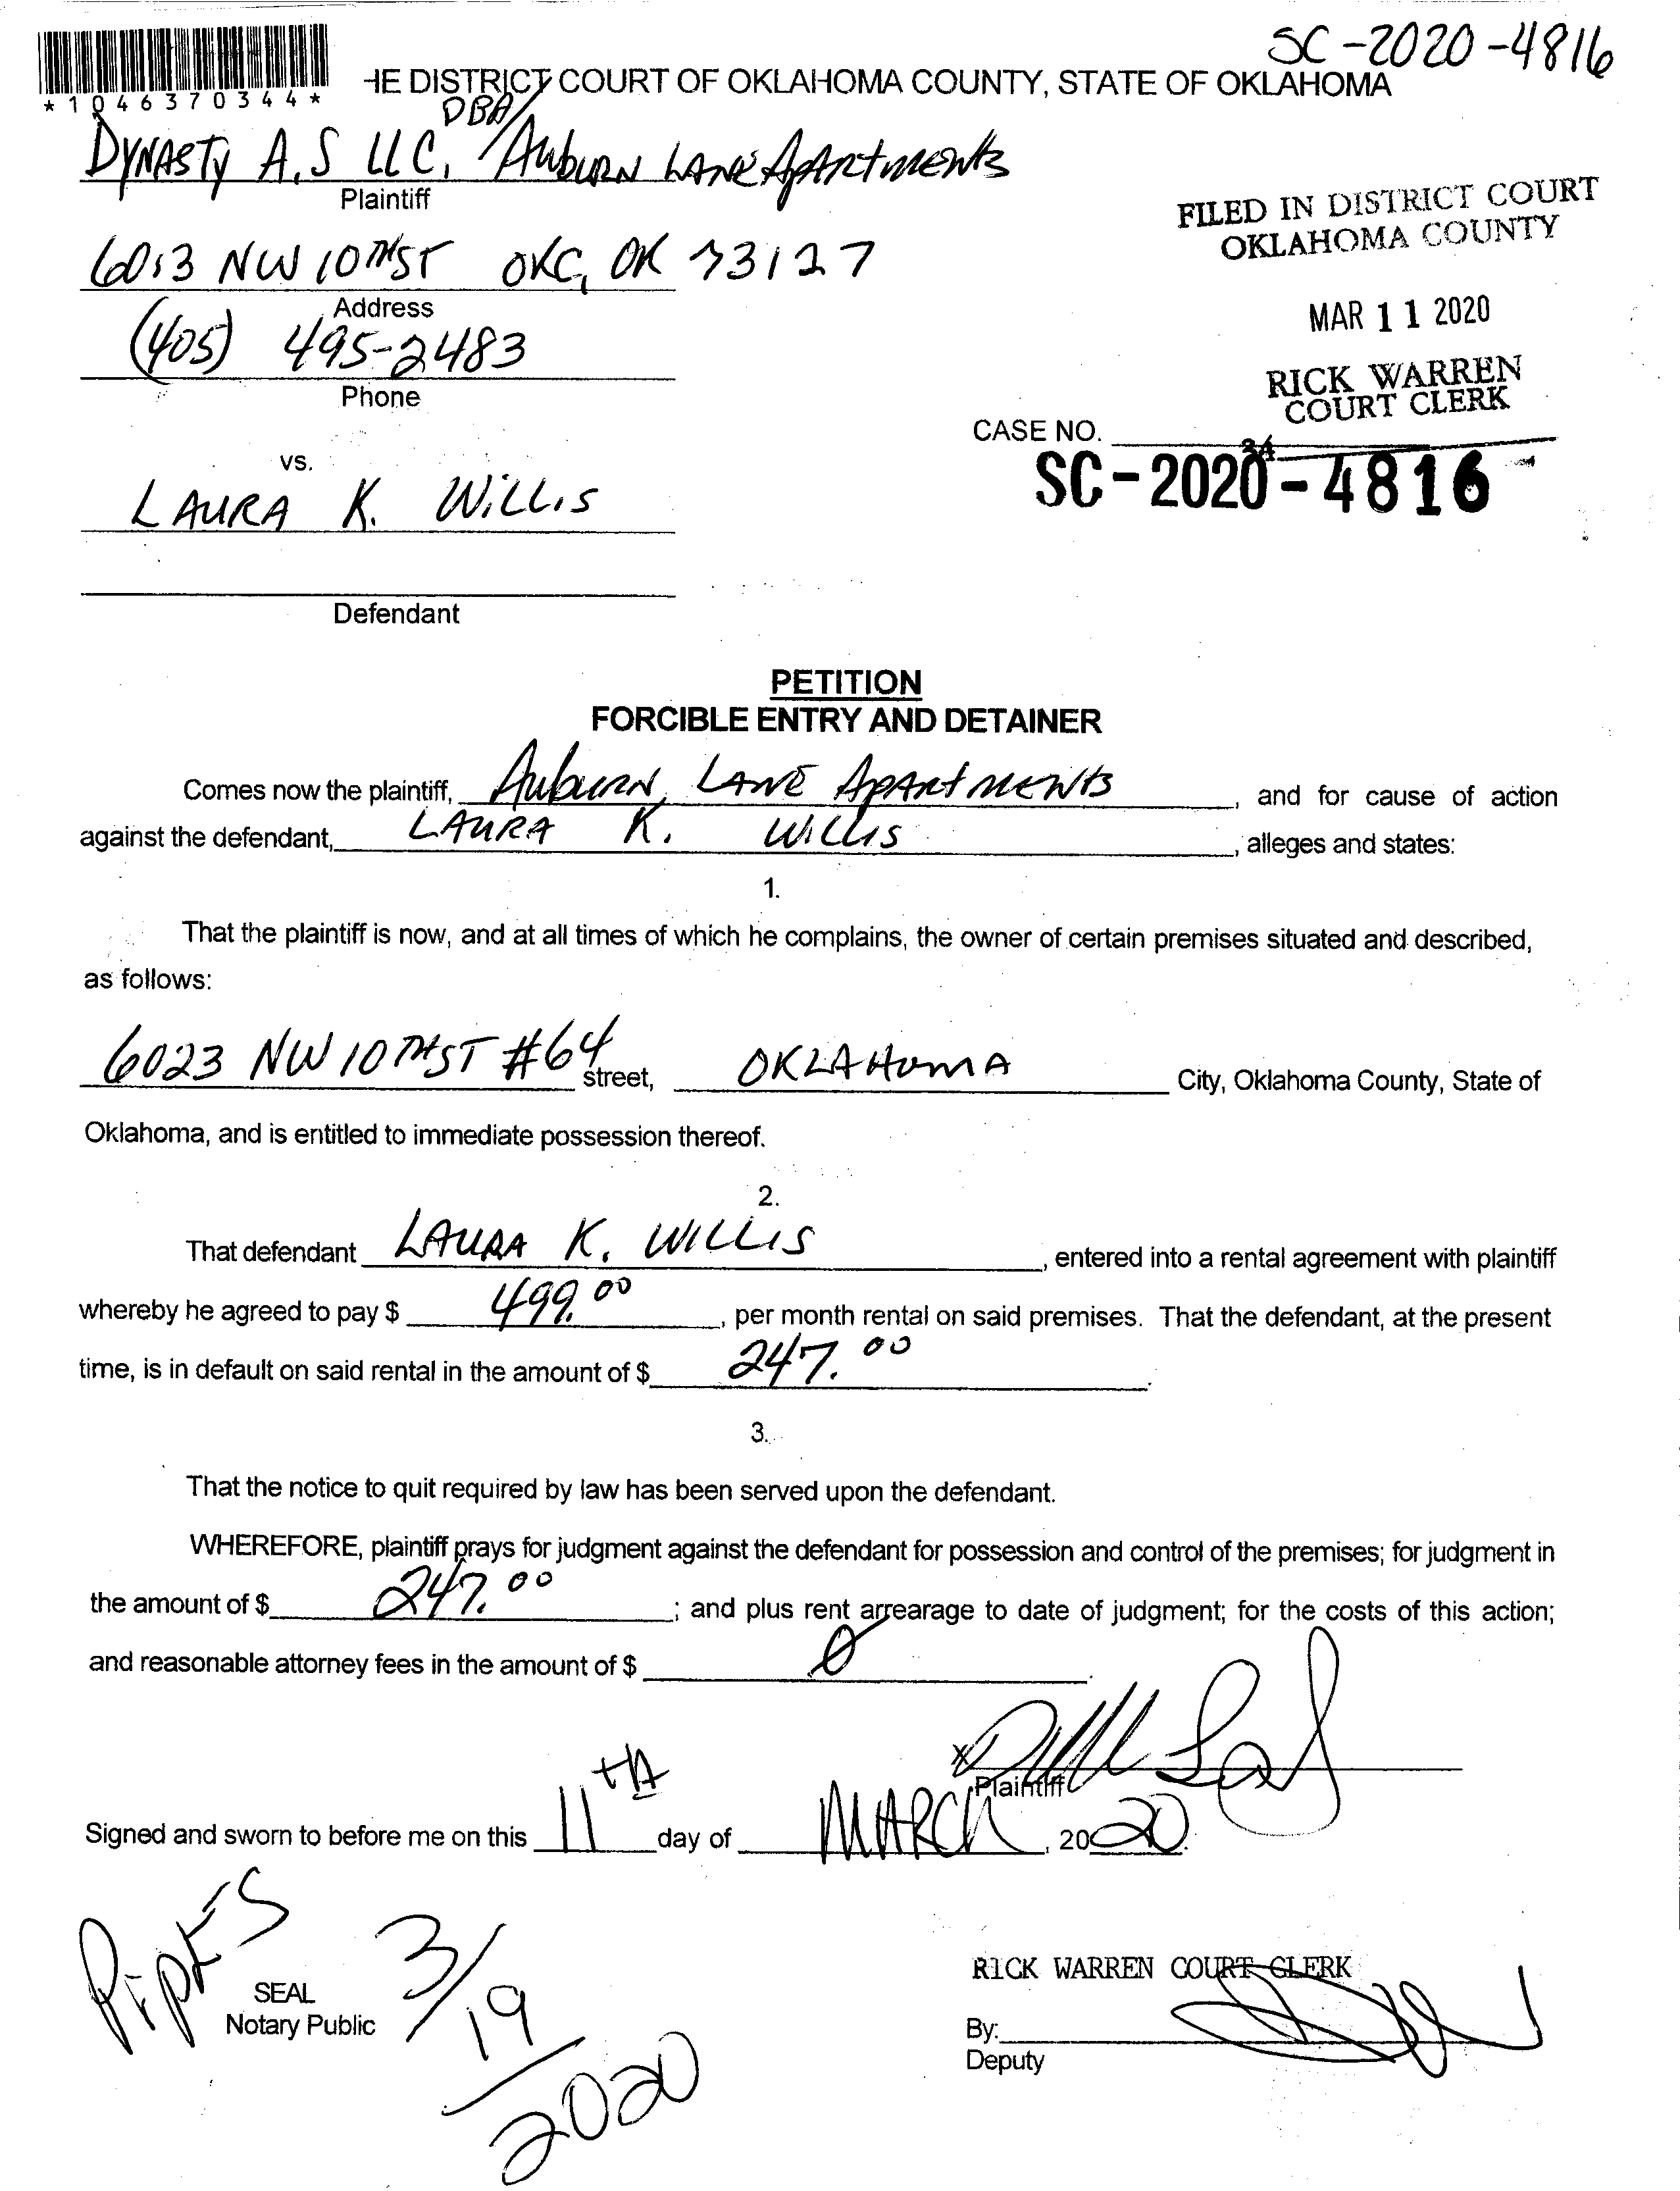 SC-2020-4816
*1046370344*
HE DISTRICT COURT OF OKLAHOMA COUNTY, STATE OF OKLAHOMA
DBA/
DYNASTY A.S LLC, AUBURN LANE APARTMENTS
Plaintiff
FILED IN DISTRICT COURT
OKLAHOMA COUNTY
6013 NW 10TH ST OKC, OK 73127
Address
MAR 11 2020
(405) 495-2483
Phone
RICK WARREN
COURT CLERK
CASE NO.
34
vs.
SC-2020-4816
LAURA K. WILLIS
Defendant
PETITION
FORCIBLE ENTRY AND DETAINER
Comes now the plaintiff, Auburn Lane Apartments, and for cause of action
against the defendant, LAURA K. WILLIS, alleges and states:
1.
That the plaintiff is now, and at all times of which he complains, the owner of certain premises situated and described,
as follows:
6023 NW 10TH ST #64 street, OKLAHOMA City, Oklahoma County, State of
Oklahoma, and is entitled to immediate possession thereof.
2.
That defendant LAURA K. WILLIS, entered into a rental agreement with plaintiff
whereby he agreed to pay $ 499.00, per month rental on said premises. That the defendant, at the present
time, is in default on said rental in the amount of $ 247.00.
3.
That the notice to quit required by law has been served upon the defendant.
WHEREFORE, plaintiff prays for judgment against the defendant for possession and control of the premises; for judgment in
the amount of $ 247.00; and plus rent arrearage to date of judgment; for the costs of this action;
and reasonable attorney fees in the amount of $ 0.
X
Plaintiff
Signed and sworn to before me on this 11th day of MARCH, 2020.
PipKES
3/19/2020
SEAL
Notary Public
RICK WARREN COURT CLERK
By:
Deputy